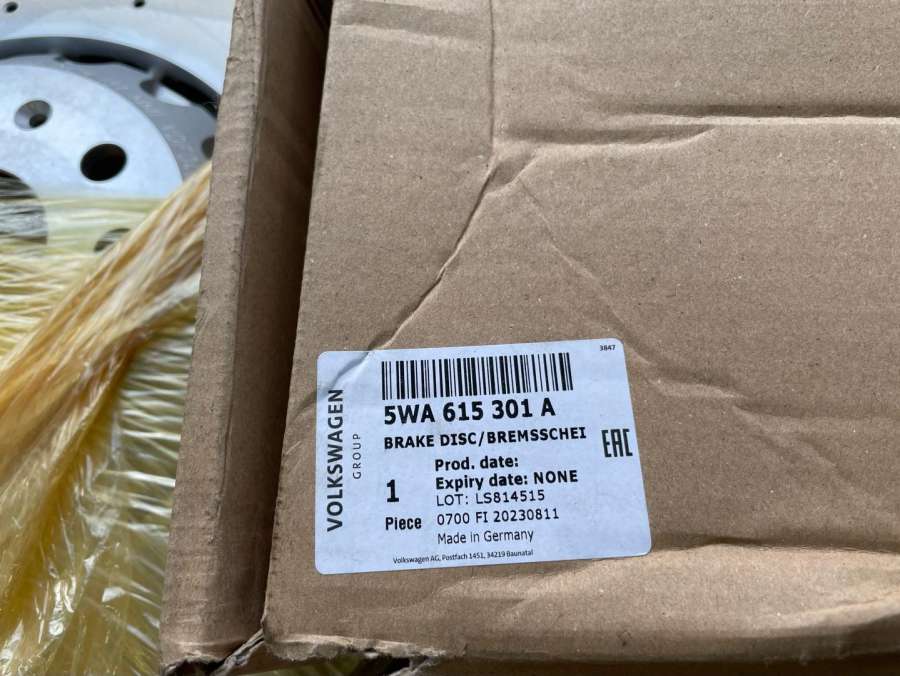 3847
VOLKSWAGEN
GROUP
5WA 615 301 A
BRAKE DISC/BREMSSCHEI
EAC
Prod. date:
Expiry date: NONE
1
LOT: LS814515
Piece
0700 FI 20230811
Made in Germany
Volkswagen AG, Postfach 1451, 34219 Baunatal